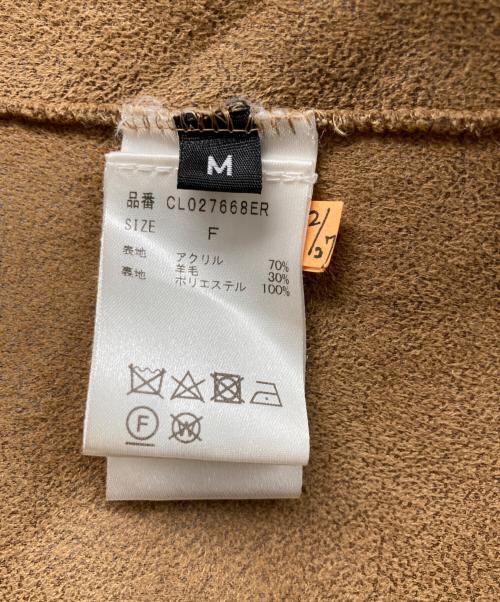 M
品番 CL027668ER
SIZE F
表地 アクリル 70%
羊毛 30%
裏地 ポリエステル 100%
F
W